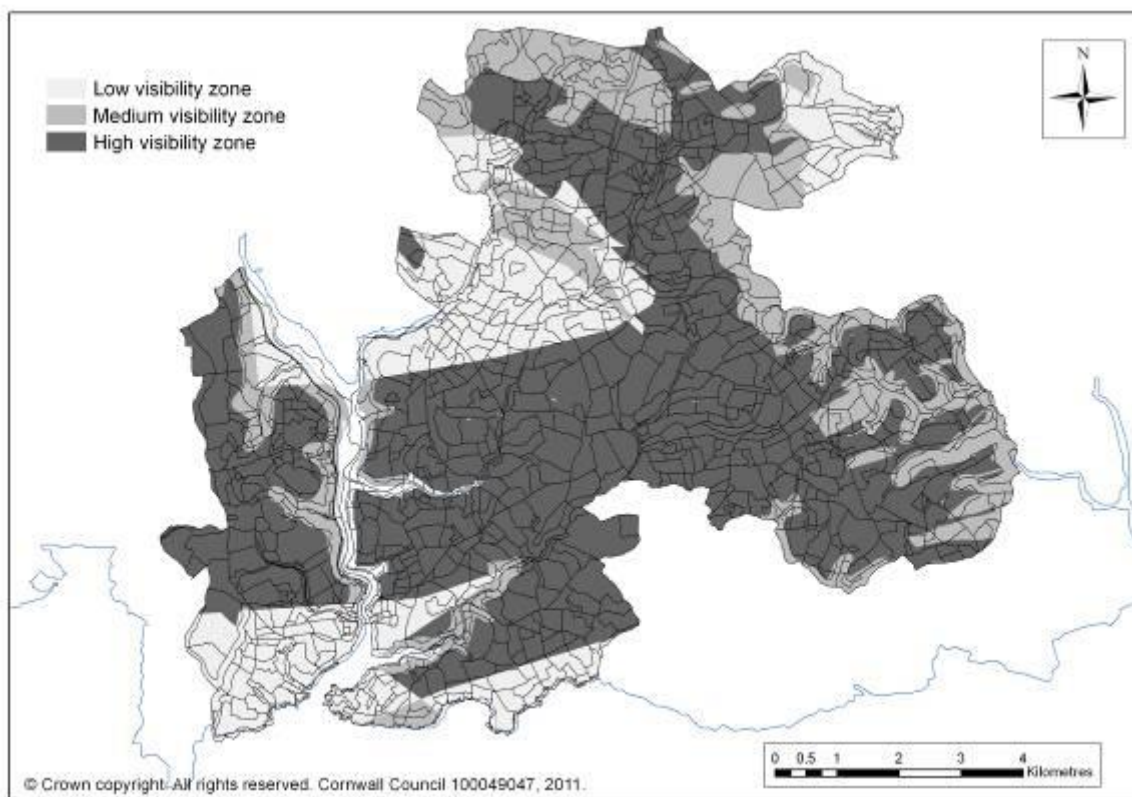 Low visibility zone
Medium visibility zone
High visibility zone
N
0 0.5 1 2 3 4
Kilometres
© Crown copyright. All rights reserved. Cornwall Council 100049047, 2011.